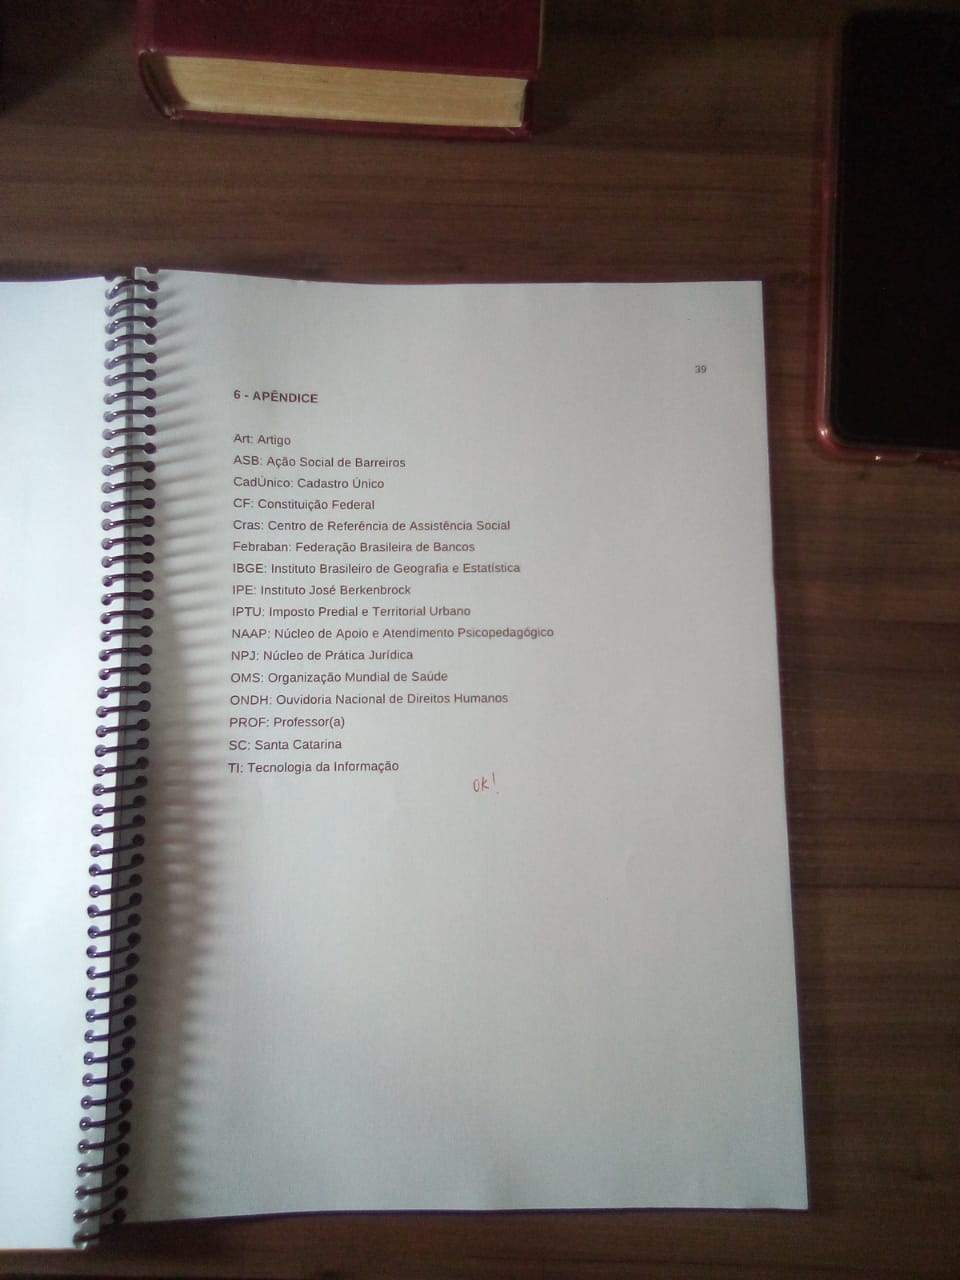 39
6 - APÊNDICE
Art: Artigo
ASB: Ação Social de Barreiros
CadÚnico: Cadastro Único
CF: Constituição Federal
Cras: Centro de Referência de Assistência Social
Febraban: Federação Brasileira de Bancos
IBGE: Instituto Brasileiro de Geografia e Estatística
IPE: Instituto José Berkenbrock
IPTU: Imposto Predial e Territorial Urbano
NAAP: Núcleo de Apoio e Atendimento Psicopedagógico
NPJ: Núcleo de Prática Jurídica
OMS: Organização Mundial de Saúde
ONDH: Ouvidoria Nacional de Direitos Humanos
PROF: Professor(a)
SC: Santa Catarina
TI: Tecnologia da Informação
OK!